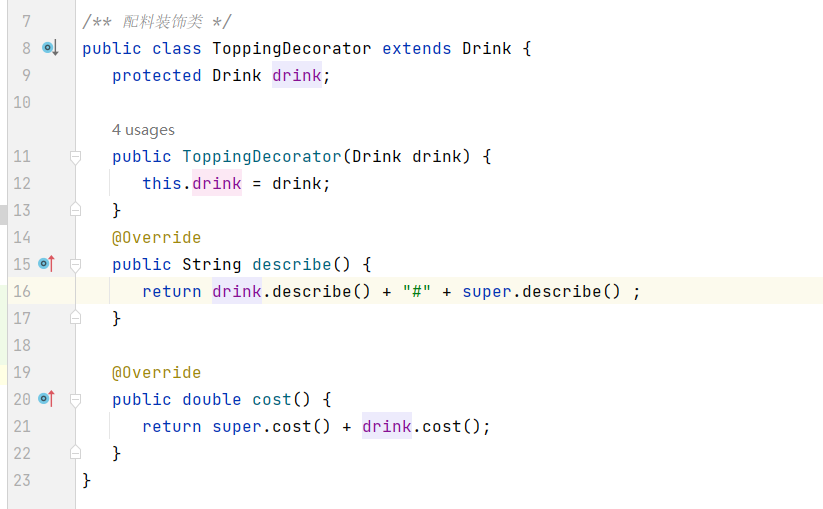 7 /** 配料装饰类 */
8 public class ToppingDecorator extends Drink {
9 protected Drink drink;
10
4 usages
11 public ToppingDecorator(Drink drink) {
12 this.drink = drink;
13 }
14 @Override
15 public String describe() {
16 return drink.describe() + "#" + super.describe() ;
17 }
18
19 @Override
20 public double cost() {
21 return super.cost() + drink.cost();
22 }
23 }